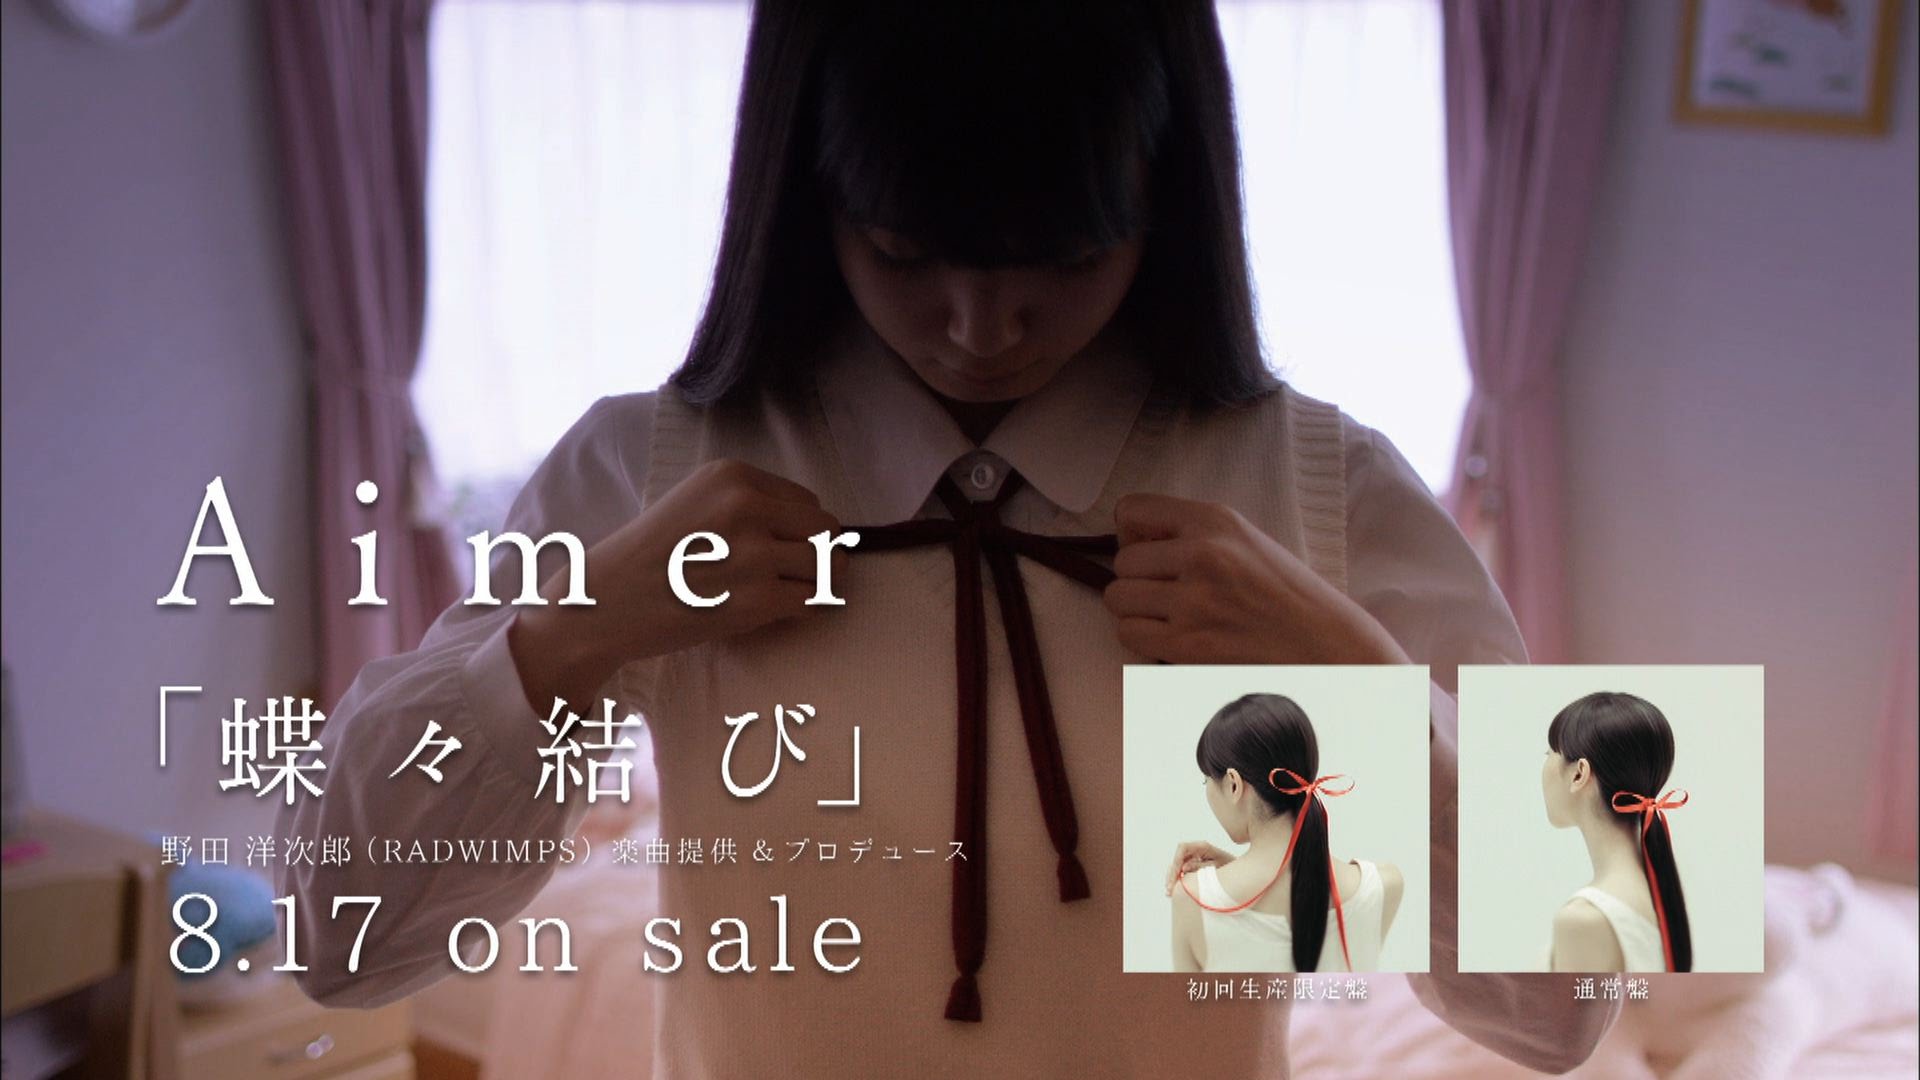 Aimer
「蝶々結び」
野田 洋次郎（RADWIMPS）楽曲提供 & プロデュース
8.17 on sale
初回生産限定盤
通常盤